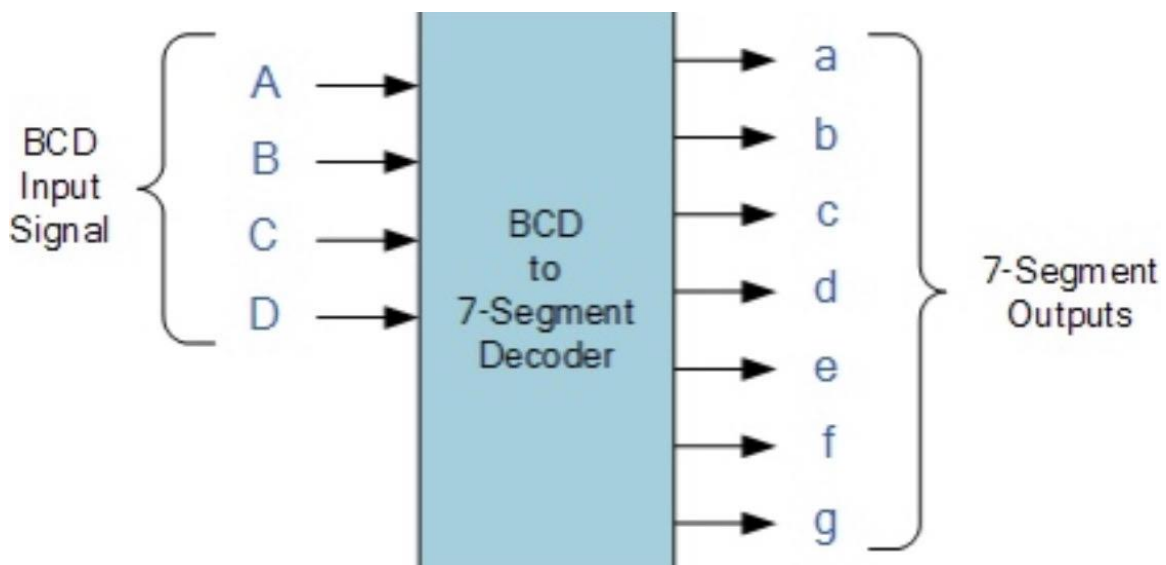 BCD
Input
Signal
A
B
C
D
BCD
to
7-Segment
Decoder
a
b
c
d
e
f
g
7-Segment
Outputs